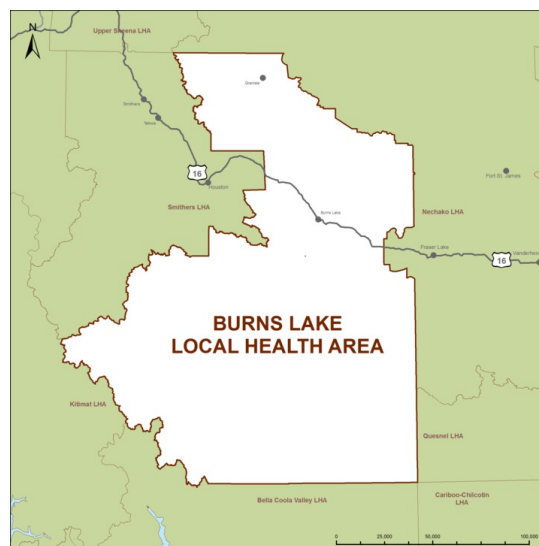 N
Upper Skeena LHA
Granisle
Smithers
Telkwa
16
Houston
Fort St. James
Smithers LHA
Burns Lake
Nechako LHA
Fraser Lake
Vanderhoof
16
BURNS LAKE
LOCAL HEALTH AREA
Kitimat LHA
Quesnel LHA
Bella Coola Valley LHA
Cariboo-Chilcotin
LHA
0 25,000 50,000 100,000